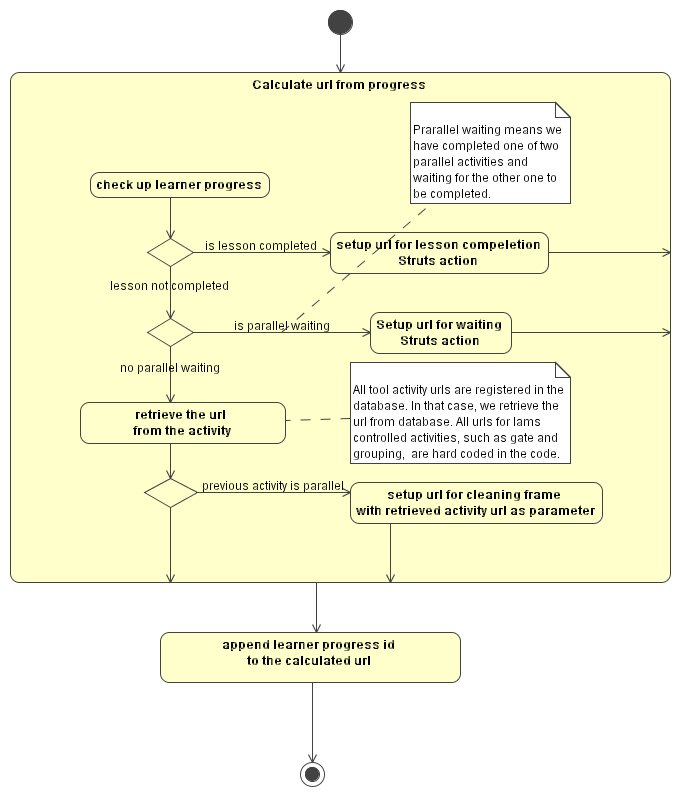 Calculate url from progress
Prarallel waiting means we
have completed one of two
parallel activities and
waiting for the other one to
be completed.
check up learner progress
is lesson completed
setup url for lesson compeletion
Struts action
lesson not completed
is parallel waiting
Setup url for waiting
Struts action
no parallel waiting
All tool activity urls are registered in the
database. In that case, we retrieve the
url from database. All urls for lams
controlled activities, such as gate and
grouping,  are hard coded in the code.
retrieve the url
from the activity
previous activity is parallel
setup url for cleaning frame
with retrieved activity url as parameter
append learner progress id
to the calculated url